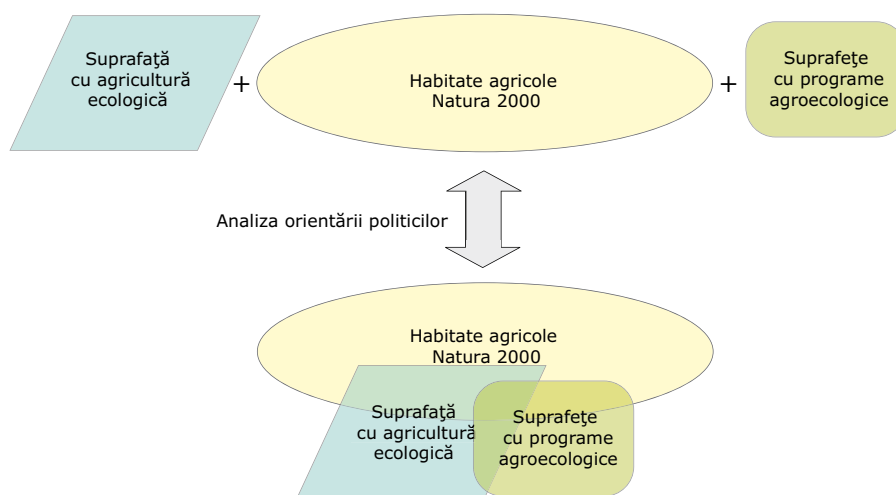 Suprafaţă
cu agricultură
ecologică
+
Habitate agricole
Natura 2000
+
Suprafeţe
cu programe
agroecologice
Analiza orientării politicilor
Habitate agricole
Natura 2000
Suprafaţă
cu agricultură
ecologică
Suprafeţe
cu programe
agroecologice